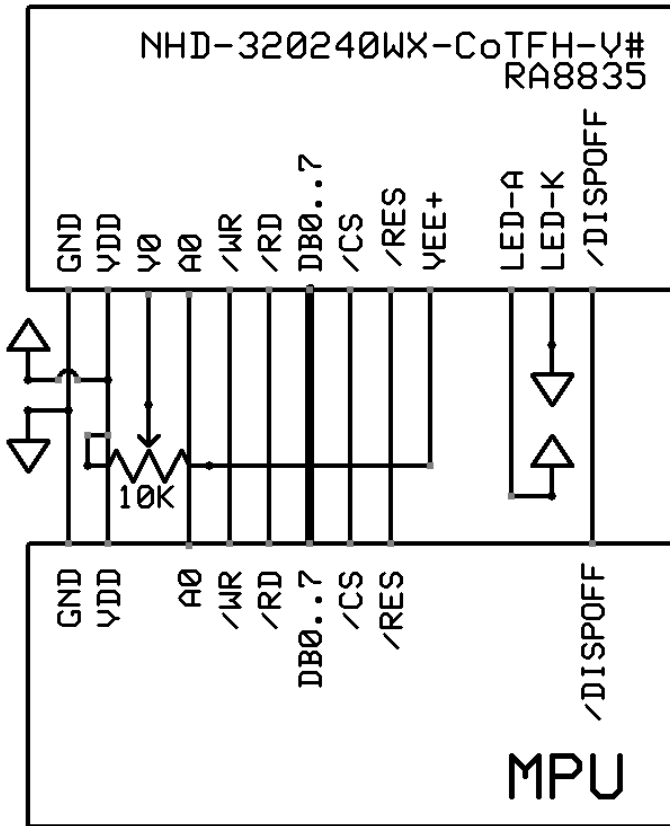 NHD-320240WX-CoTFH-V#
RA8835
GND
VDD
V0
A0
/WR
/RD
DB0..7
/CS
/RES
VEE+
LED-A
LED-K
/DISPOFF
10K
GND
VDD
A0
/WR
/RD
DB0..7
/CS
/RES
/DISPOFF
MPU